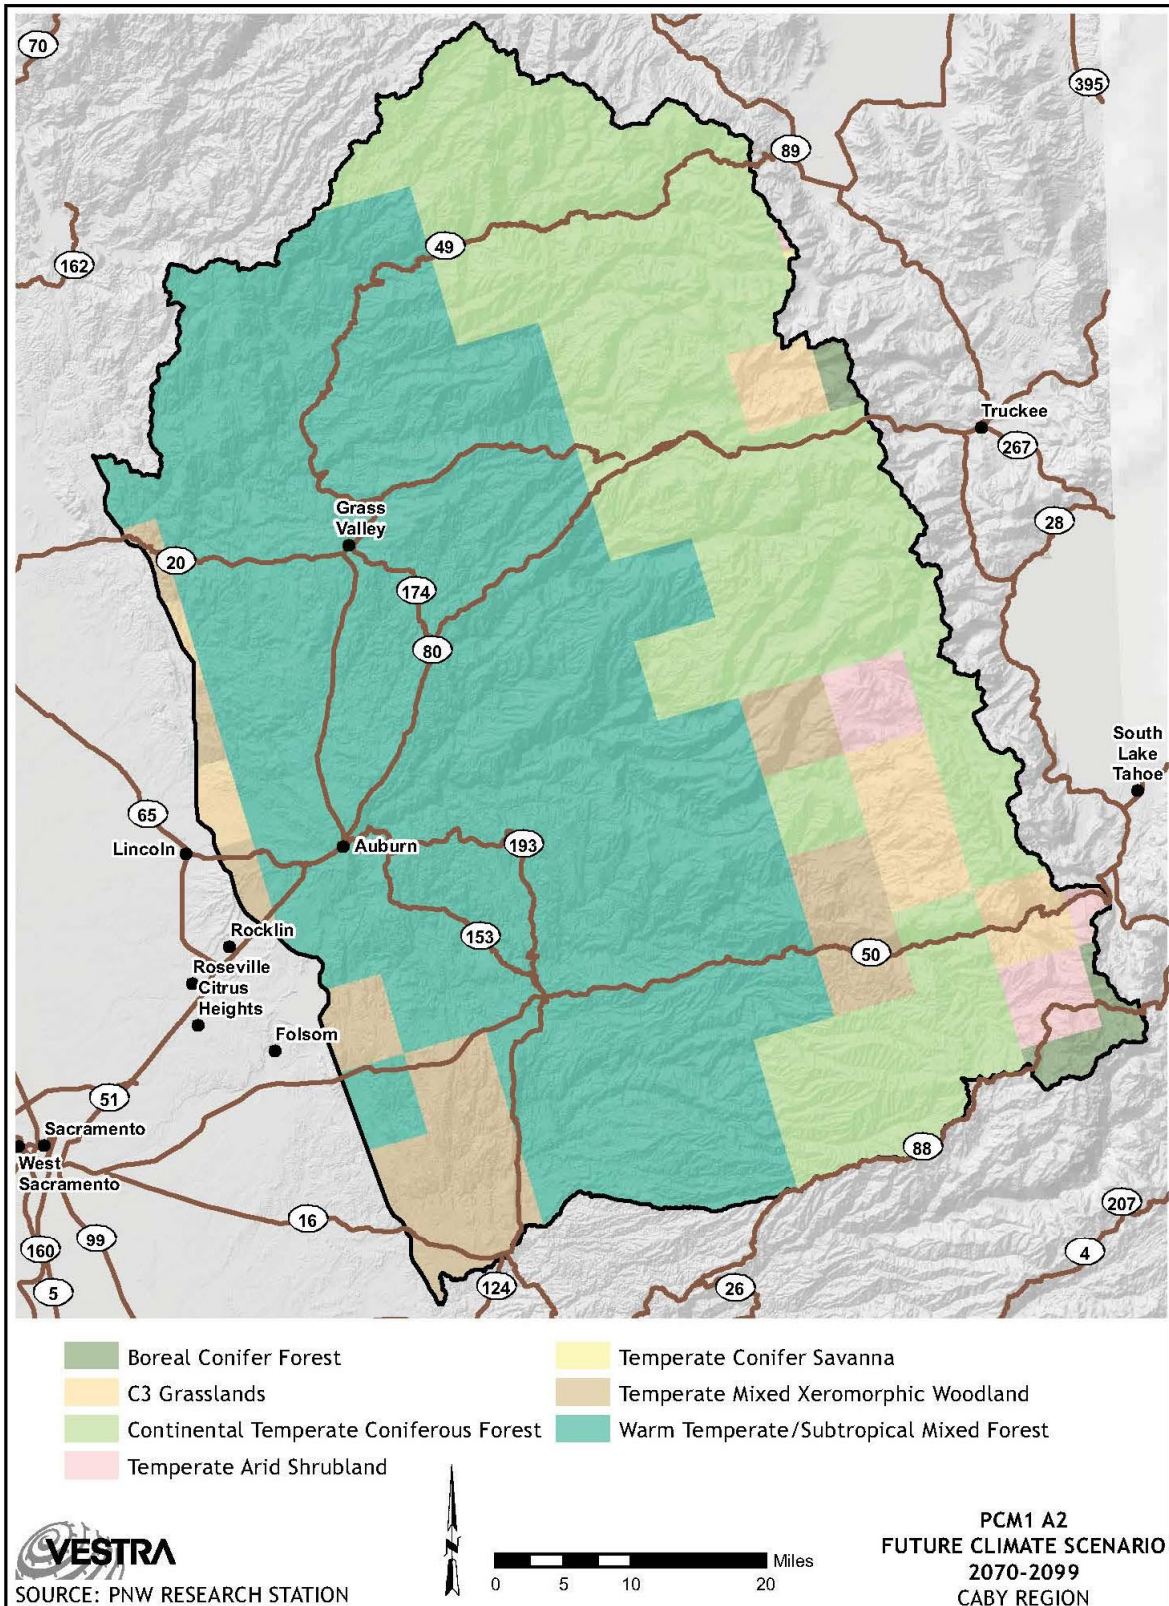 70
395
89
49
162
Truckee
267
Grass
Valley
28
20
174
80
South
Lake
Tahoe
65
Lincoln
Auburn
193
Rocklin
153
50
Roseville
Citrus
Heights
Folsom
51
Sacramento
West
Sacramento
88
16
207
99
160
4
5
124
26
Boreal Conifer Forest
Temperate Conifer Savanna
C3 Grasslands
Temperate Mixed Xeromorphic Woodland
Continental Temperate Coniferous Forest
Warm Temperate/Subtropical Mixed Forest
Temperate Arid Shrubland
N
VESTRA
SOURCE: PNW RESEARCH STATION
Miles
0 5 10 20
PCM1 A2
FUTURE CLIMATE SCENARIO
2070-2099
CABY REGION